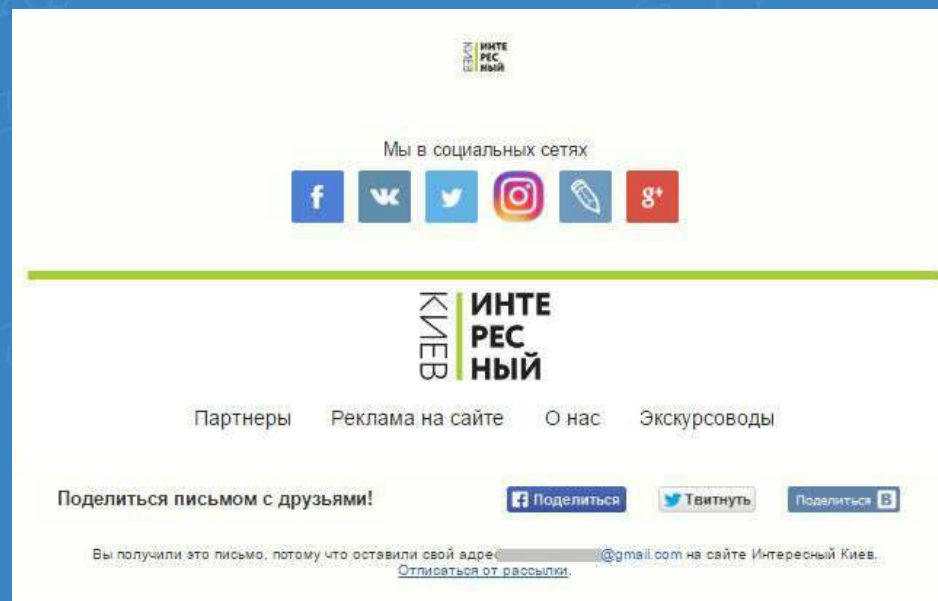 КИЕВ
ИНТЕ
РЕС
НЫЙ
Мы в социальных сетях
f
g+
КИЕВ
ИНТЕ
РЕС
НЫЙ
Партнеры Реклама на сайте О нас Экскурсоводы
Поделиться письмом с друзьями! Поделиться Твитнуть Поделиться В
Вы получили это письмо, потому что оставили свой адрес @gmail.com на сайте Интересный Киев.
Отписаться от рассылки.